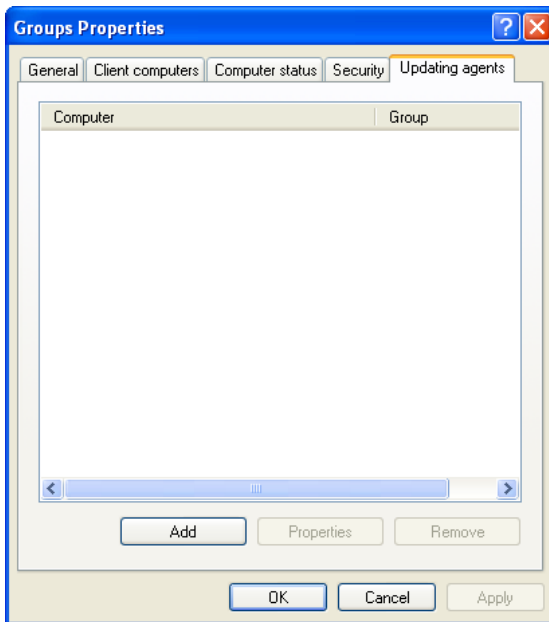 Groups Properties
General Client computers Computer status Security Updating agents
Computer Group
Add Properties Remove
OK Cancel Apply